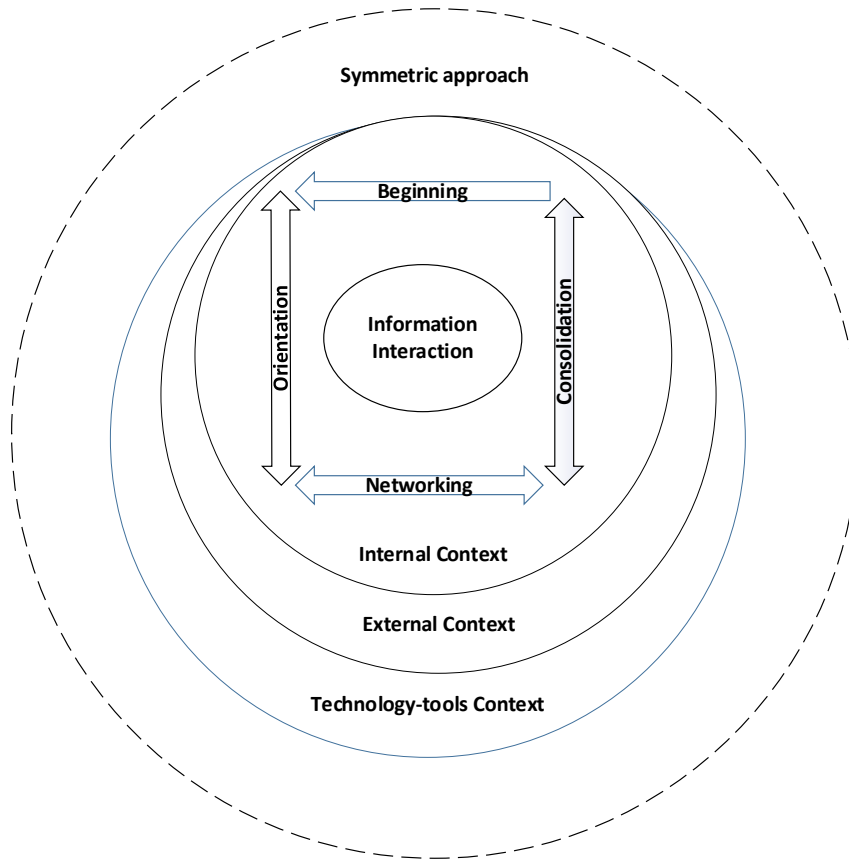 Symmetric approach
Beginning
Orientation
Information
Interaction
Consolidation
Networking
Internal Context
External Context
Technology-tools Context